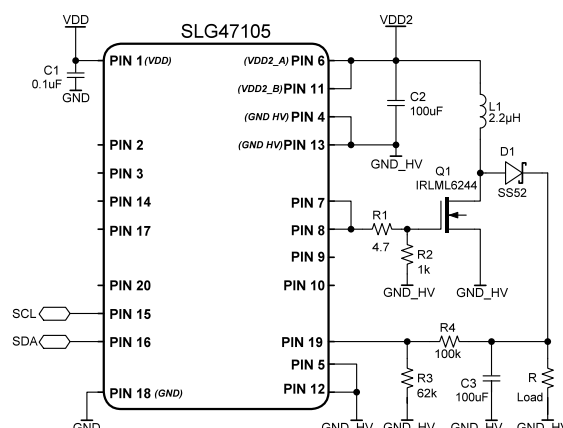 VDD
SLG47105
VDD2
PIN 1 (VDD)
(VDD2_A) PIN 6
C1
0.1uF
GND
(VDD2_B) PIN 11
(GND HV) PIN 4
C2
100uF
L1
2.2μH
PIN 2
(GND HV) PIN 13
GND_HV
PIN 3
Q1
IRLML6244
D1
SS52
PIN 14
PIN 7
PIN 17
PIN 8
R1
4.7
PIN 9
R2
1k
PIN 20
PIN 10
GND_HV
GND_HV
SCL
PIN 15
SDA
PIN 16
PIN 19
R4
100k
PIN 5
R3
62k
C3
100uF
R
Load
PIN 18 (GND)
PIN 12
GND
GND_HV
GND_HV
GND_HV
GND_HV